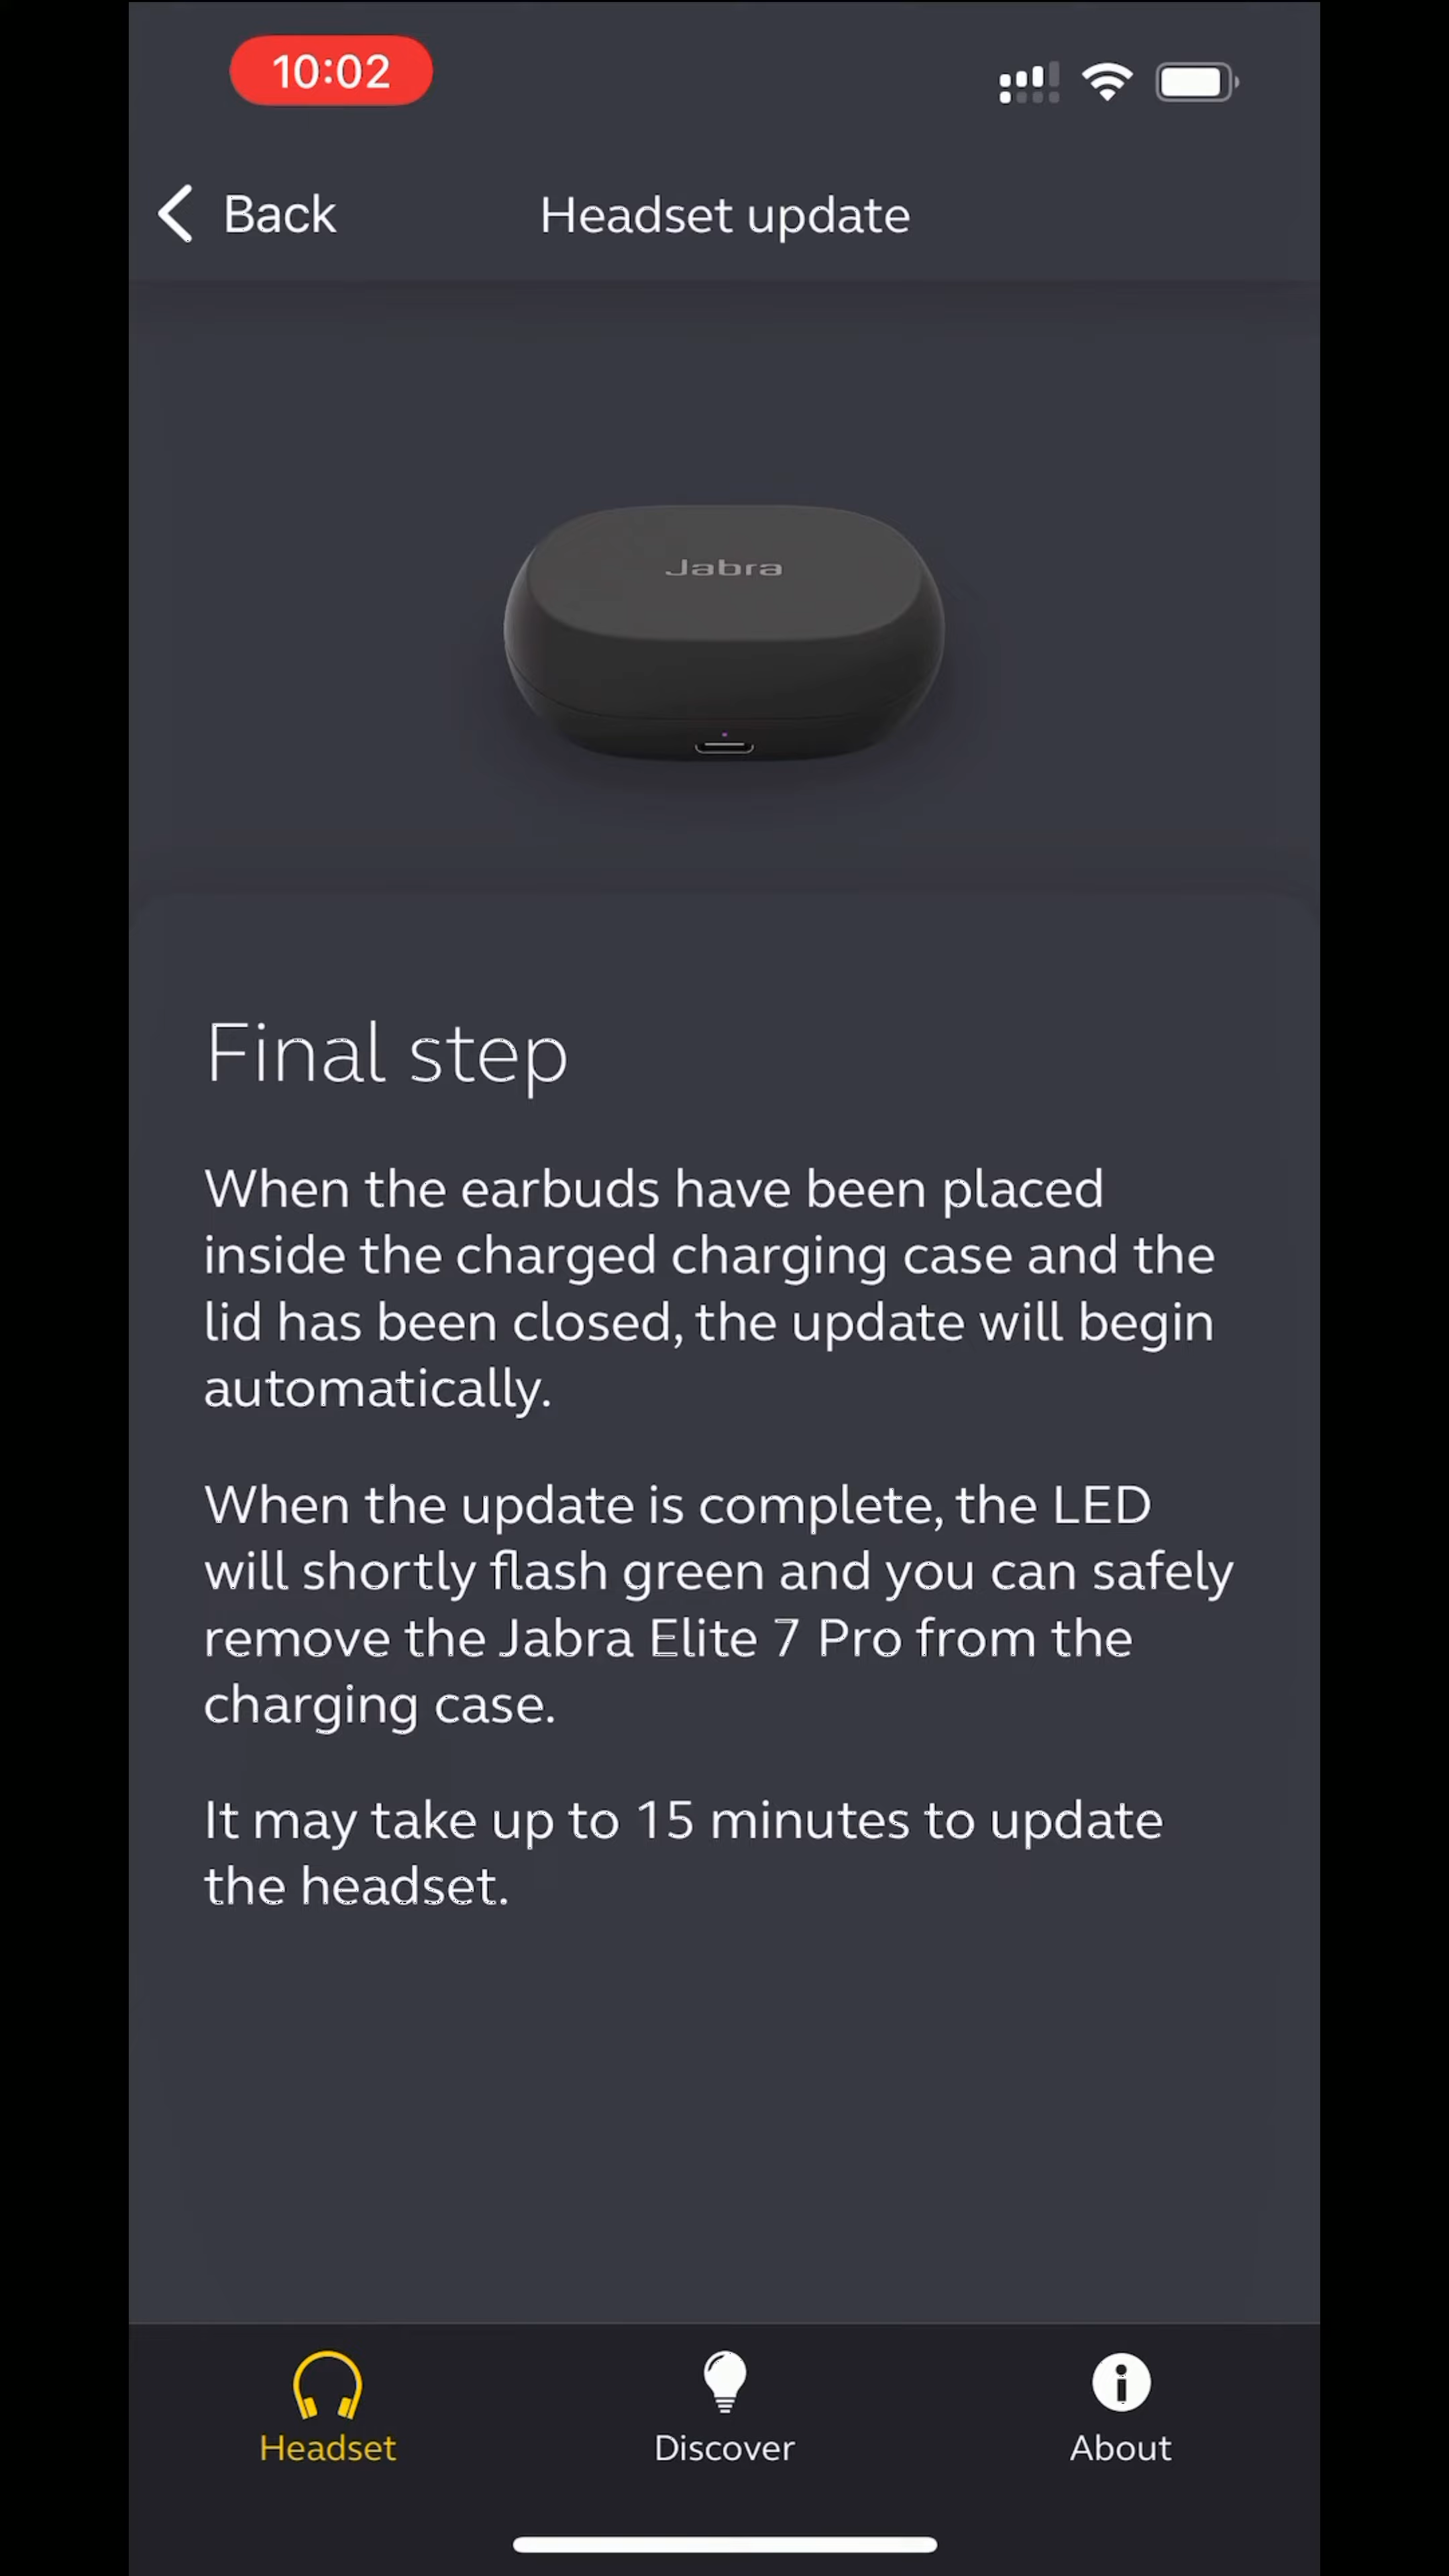 10:02
Back
Headset update
Jabra
Final step
When the earbuds have been placed
inside the charged charging case and the
lid has been closed, the update will begin
automatically.
When the update is complete, the LED
will shortly flash green and you can safely
remove the Jabra Elite 7 Pro from the
charging case.
It may take up to 15 minutes to update
the headset.
Headset
Discover
About